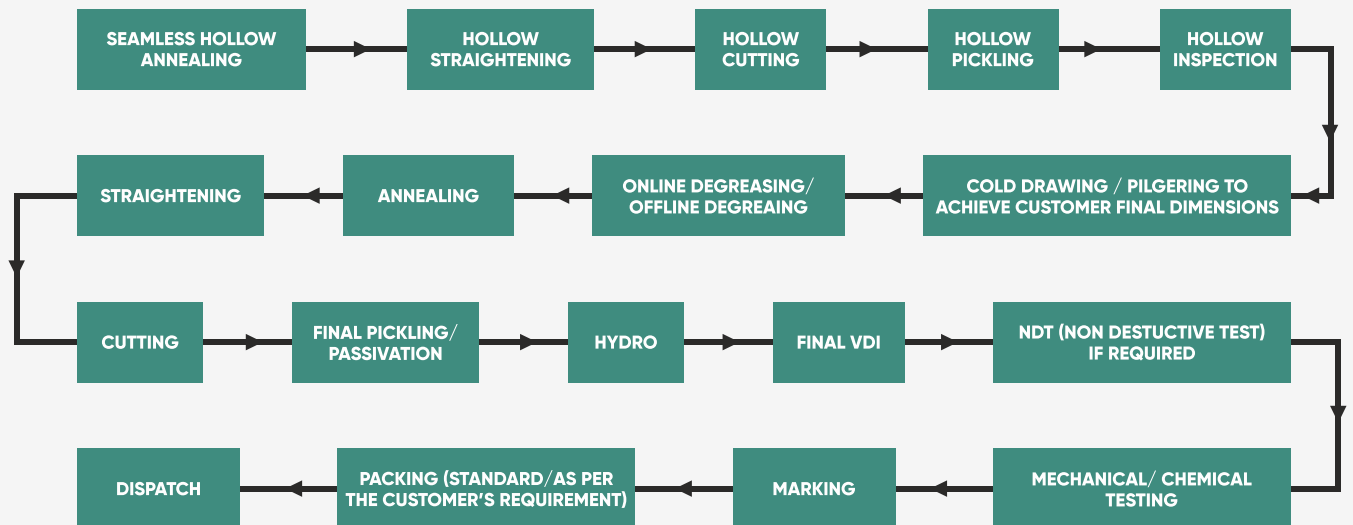 SEAMLESS HOLLOW
ANNEALING
HOLLOW
STRAIGHTENING
HOLLOW
CUTTING
HOLLOW
PICKLING
HOLLOW
INSPECTION
COLD DRAWING / PILGERING TO
ACHIEVE CUSTOMER FINAL DIMENSIONS
ONLINE DEGREASING/
OFFLINE DEGREAING
ANNEALING
STRAIGHTENING
CUTTING
FINAL PICKLING/
PASSIVATION
HYDRO
FINAL VDI
NDT (NON DESTUCTIVE TEST)
IF REQUIRED
MECHANICAL/ CHEMICAL
TESTING
MARKING
PACKING (STANDARD/AS PER
THE CUSTOMER'S REQUIREMENT)
DISPATCH